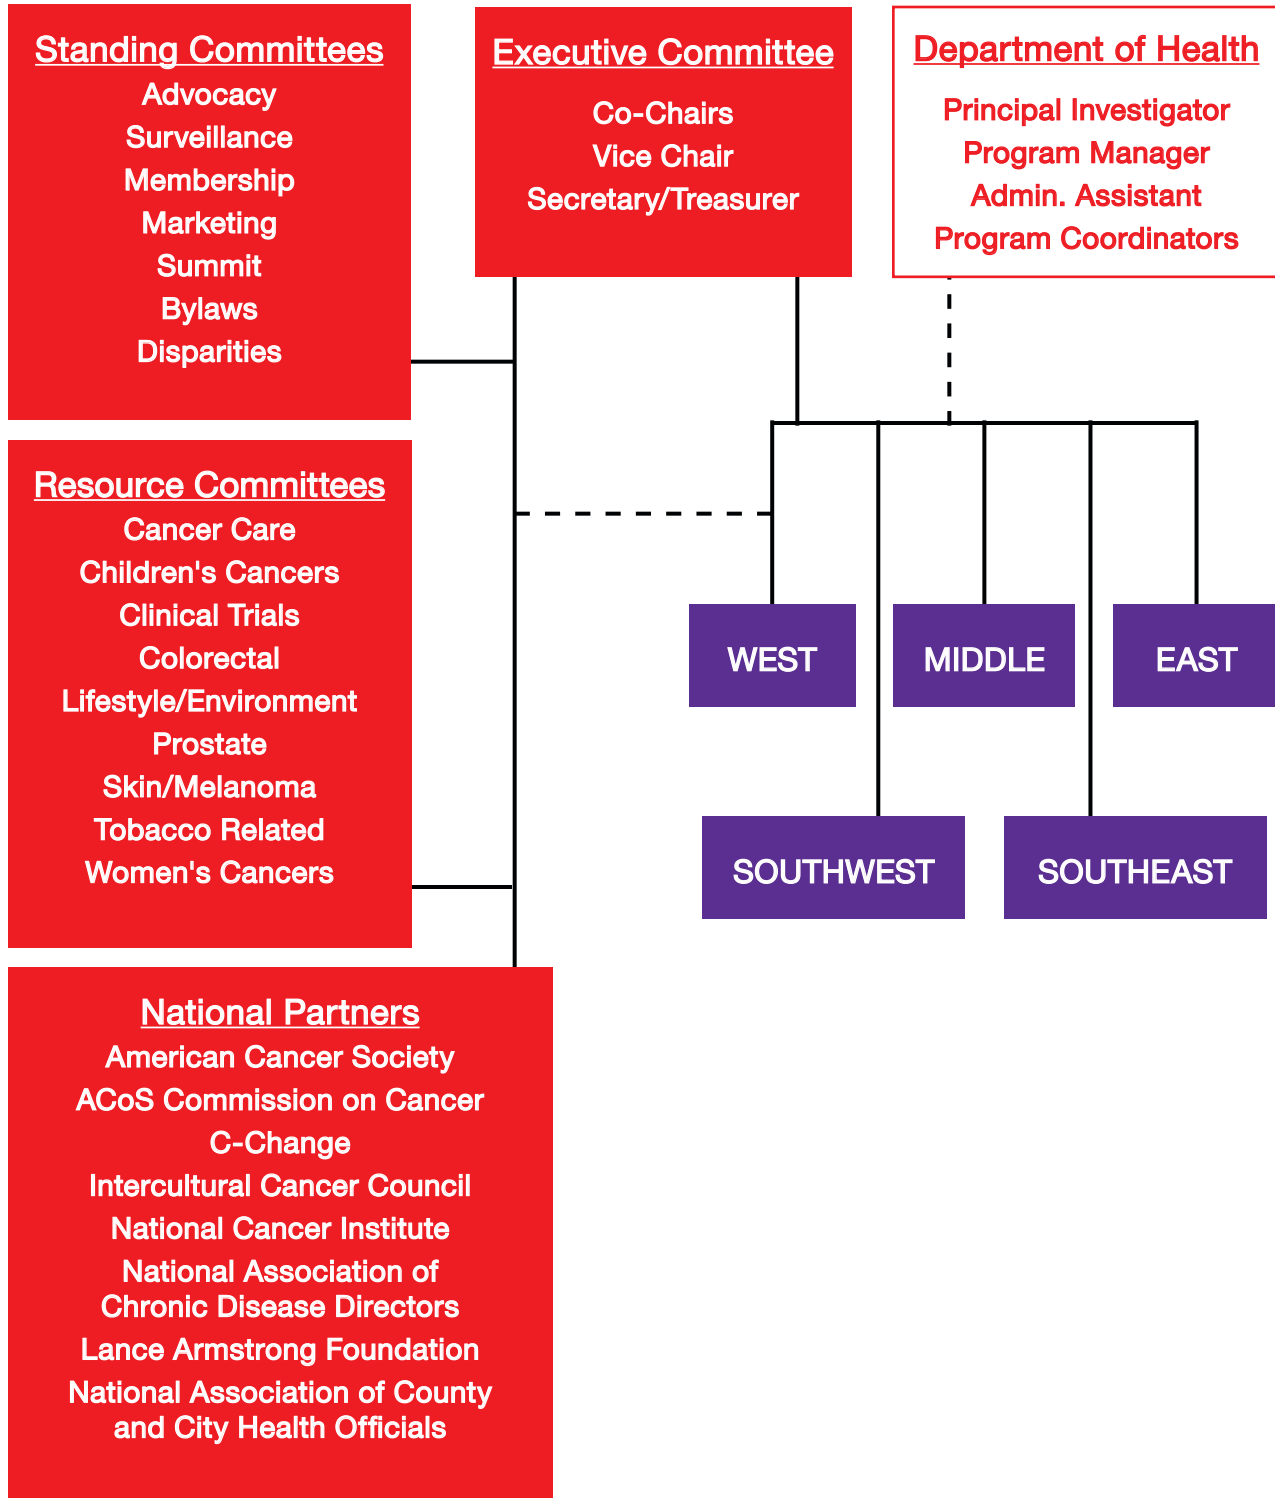 Standing Committees
Advocacy
Surveillance
Membership
Marketing
Summit
Bylaws
Disparities
Executive Committee
Co-Chairs
Vice Chair
Secretary/Treasurer
Department of Health
Principal Investigator
Program Manager
Admin. Assistant
Program Coordinators
Resource Committees
Cancer Care
Children's Cancers
Clinical Trials
Colorectal
Lifestyle/Environment
Prostate
Skin/Melanoma
Tobacco Related
Women's Cancers
WEST
MIDDLE
EAST
SOUTHWEST
SOUTHEAST
National Partners
American Cancer Society
ACoS Commission on Cancer
C-Change
Intercultural Cancer Council
National Cancer Institute
National Association of
Chronic Disease Directors
Lance Armstrong Foundation
National Association of County
and City Health Officials